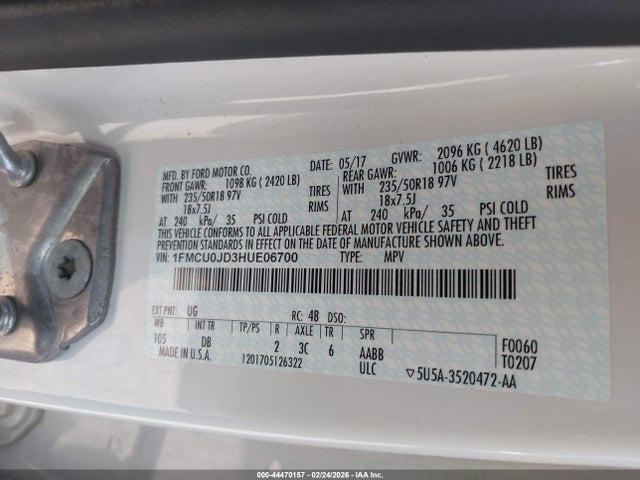 MFD. BY FORD MOTOR CO.
DATE: 05/17 GVWR: 2096 KG ( 4620 LB)
FRONT GAWR: 1098 KG ( 2420 LB) REAR GAWR: 1006 KG ( 2218 LB)
WITH 235/50R18 97V TIRES WITH 235/50R18 97V TIRES
18x7.5J RIMS 18x7.5J RIMS
AT 240 kPa/ 35 PSI COLD AT 240 kPa/ 35 PSI COLD
THIS VEHICLE CONFORMS TO ALL APPLICABLE FEDERAL MOTOR VEHICLE SAFETY AND THEFT
PREVENTION STANDARDS IN EFFECT ON THE DATE OF MANUFACTURE SHOWN ABOVE.
VIN: 1FMCU0JD3HUE06700 TYPE: MPV
EXT PNT: UG RC: 48 DSO:
WB INT TR TP/PS R AXLE TR SPR F0060
105 DB 2 3C 6 AABB T0207
MADE IN U.S.A. 1201705126322 ULC ▽5U5A-3520472-AA
000-44470157 - 02/24/2026 - IAA Inc.